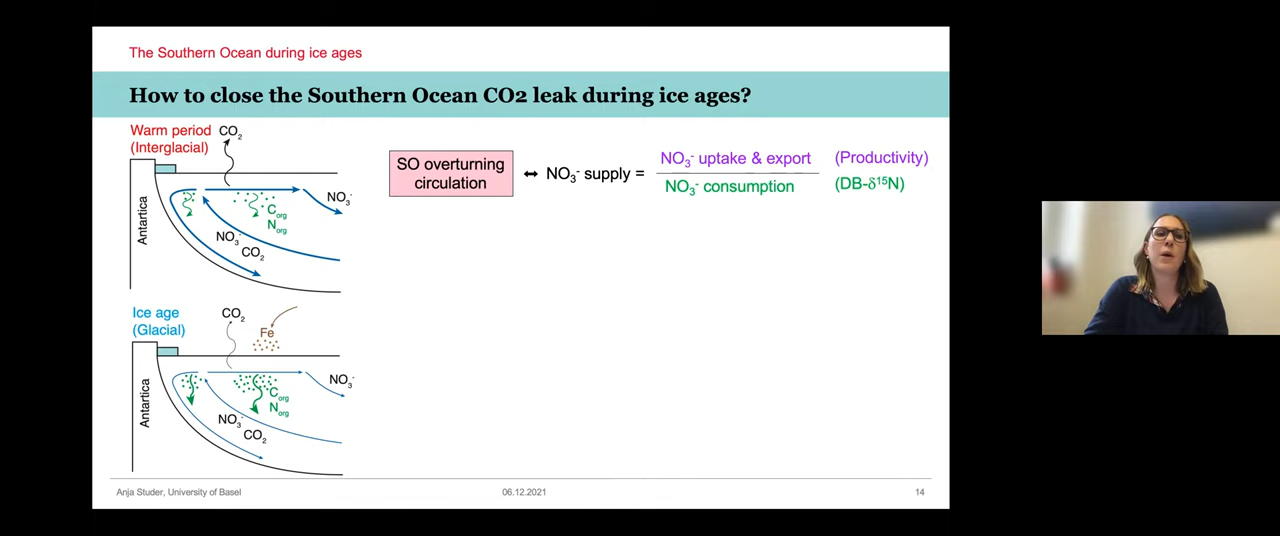 The Southern Ocean during ice ages
How to close the Southern Ocean CO2 leak during ice ages?
Warm period
(Interglacial)
CO2
Antartica
NO3-
Corg
Norg
NO3-
CO2
SO overturning
circulation
↔ NO3- supply =
NO3- uptake & export
NO3- consumption
(Productivity)
(DB-δ15N)
Ice age
(Glacial)
CO2
Fe
Antartica
NO3-
Corg
Norg
NO3-
CO2
Anja Studer, University of Basel
06.12.2021
14